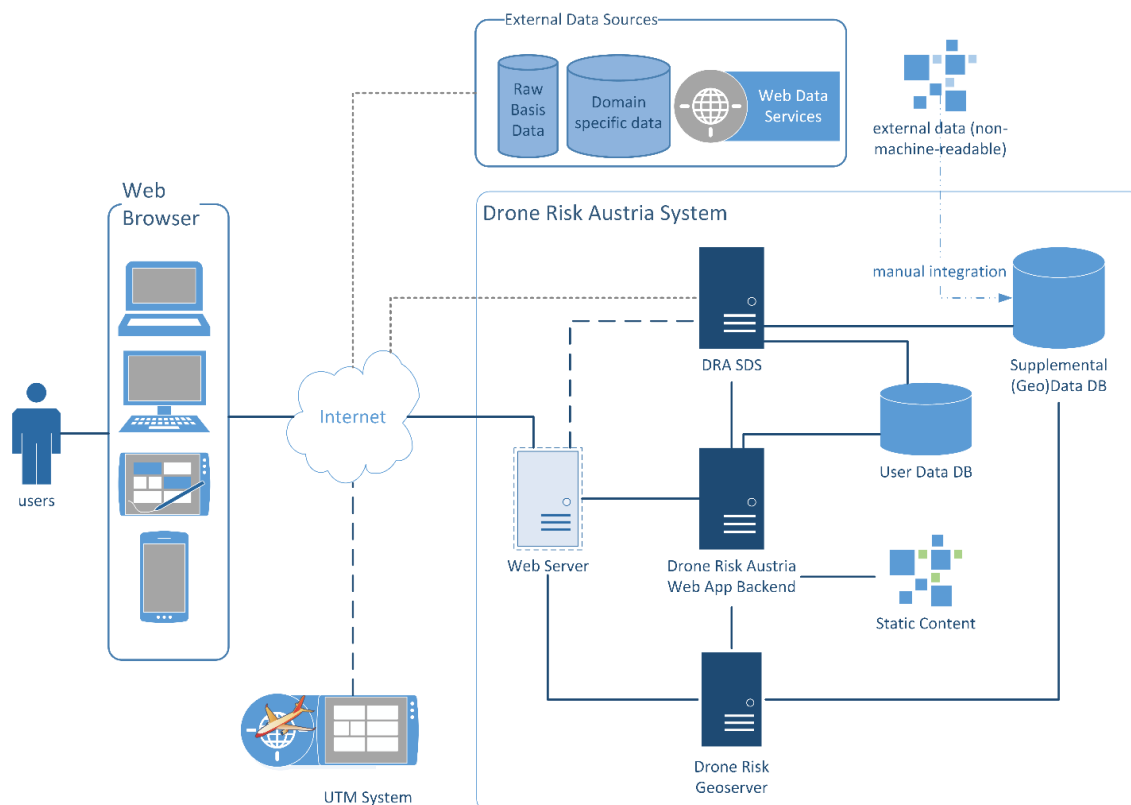 External Data Sources
Raw
Basis
Data
Domain
specific data
Web Data
Services
external data (non-
machine-readable)
Web
Browser
Drone Risk Austria System
manual integration
DRA SDS
Supplemental
(Geo)Data DB
Internet
users
User Data DB
Web Server
Drone Risk Austria
Web App Backend
Static Content
Drone Risk
Geoserver
UTM System